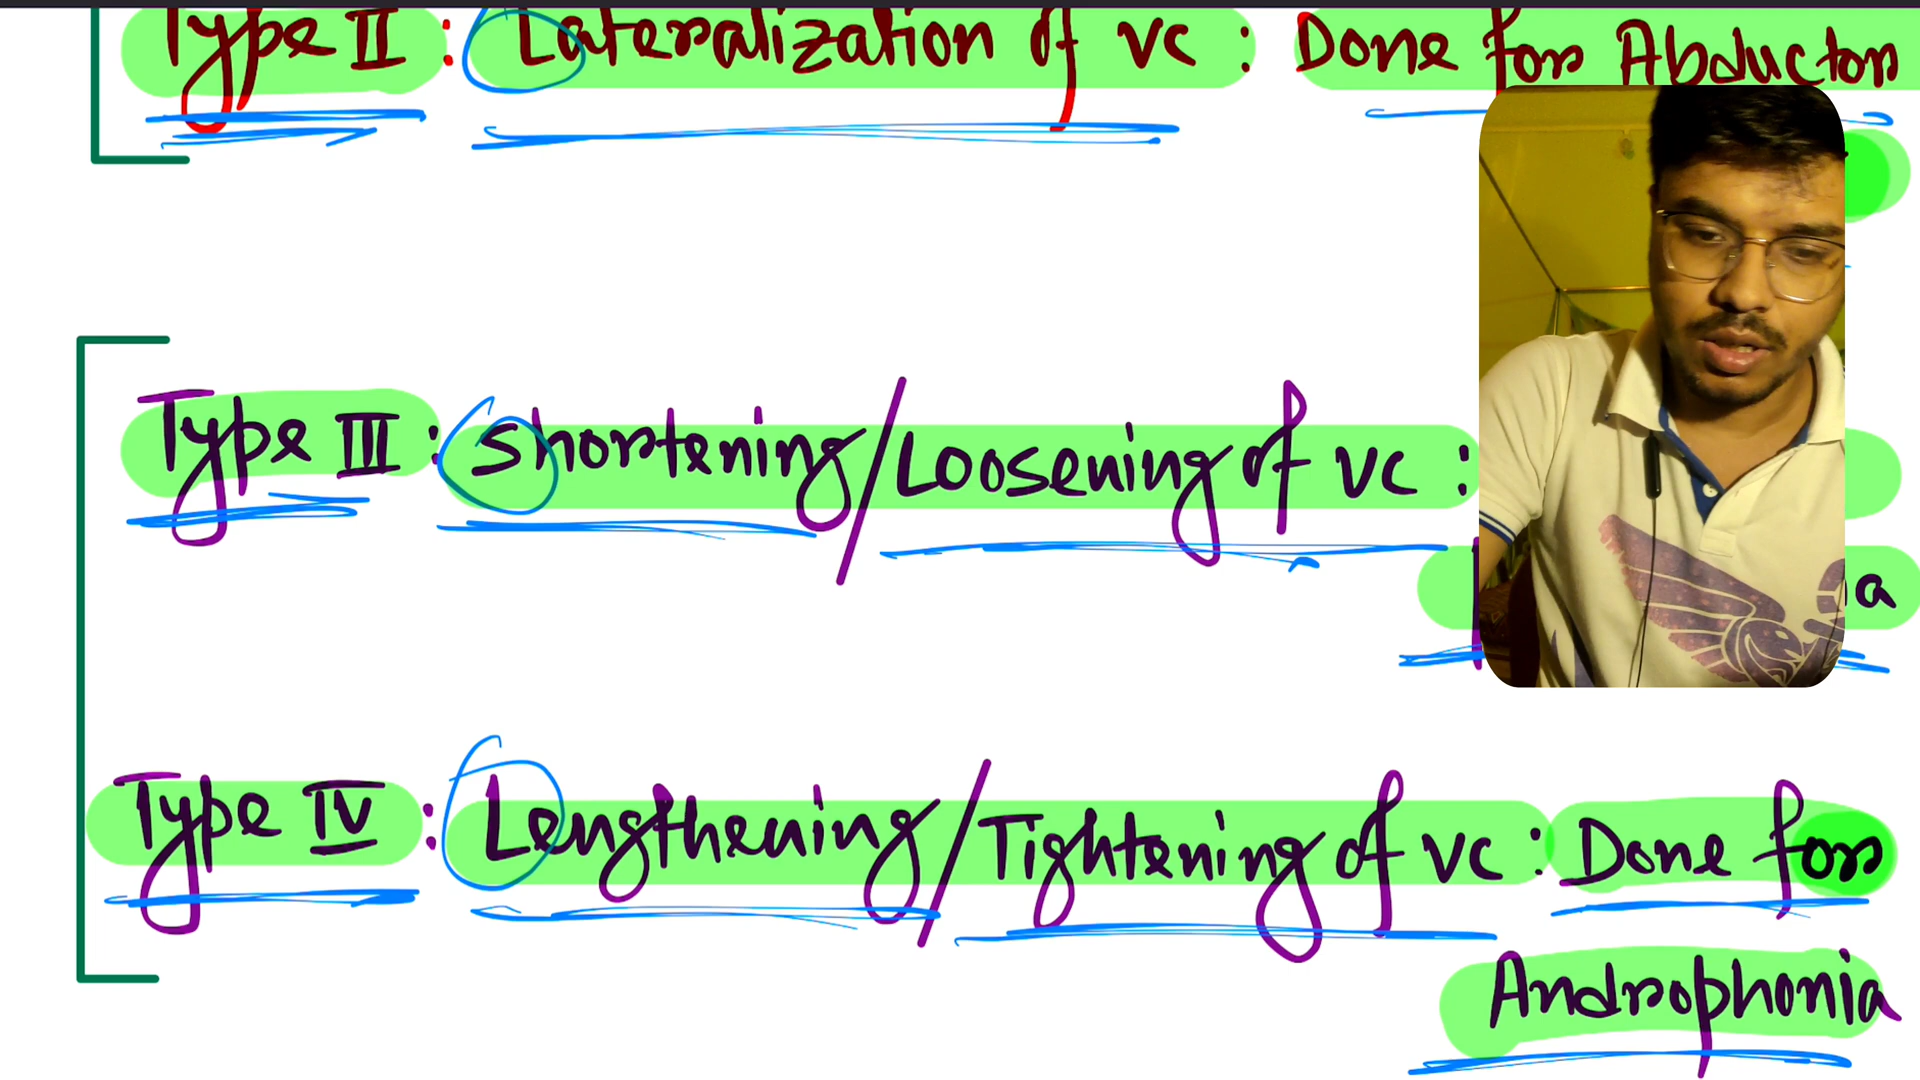 Type II : Lateralization of vc : Done for Abductor
Type III : Shortening/Loosening of vc :
Type IV : Lengthening/Tightening of vc : Done for
Androphonia